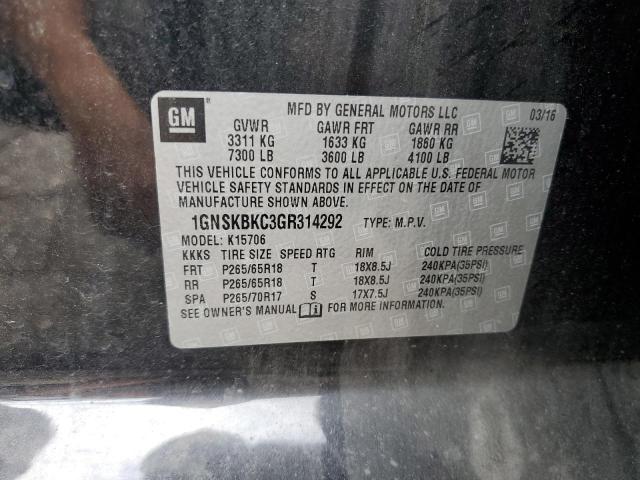 GM
MFD BY GENERAL MOTORS LLC 03/16
GVWR GAWR FRT GAWR RR
3311 KG 1633 KG 1860 KG
7300 LB 3600 LB 4100 LB
THIS VEHICLE CONFORMS TO ALL APPLICABLE U.S. FEDERAL MOTOR
VEHICLE SAFETY STANDARDS IN EFFECT ON THE DATE OF
MANUFACTURE SHOWN ABOVE.
1GNSKBKC3GR314292 TYPE: M.P.V.
MODEL: K15706
KKKS TIRE SIZE SPEED RTG RIM COLD TIRE PRESSURE
FRT P265/65R18 T 18X8.5J 240KPA(35PSI)
RR P265/65R18 T 18X8.5J 240KPA(35PSI)
SPA P265/70R17 S 17X7.5J 240KPA(35PSI)
SEE OWNER'S MANUAL FOR MORE INFORMATION.